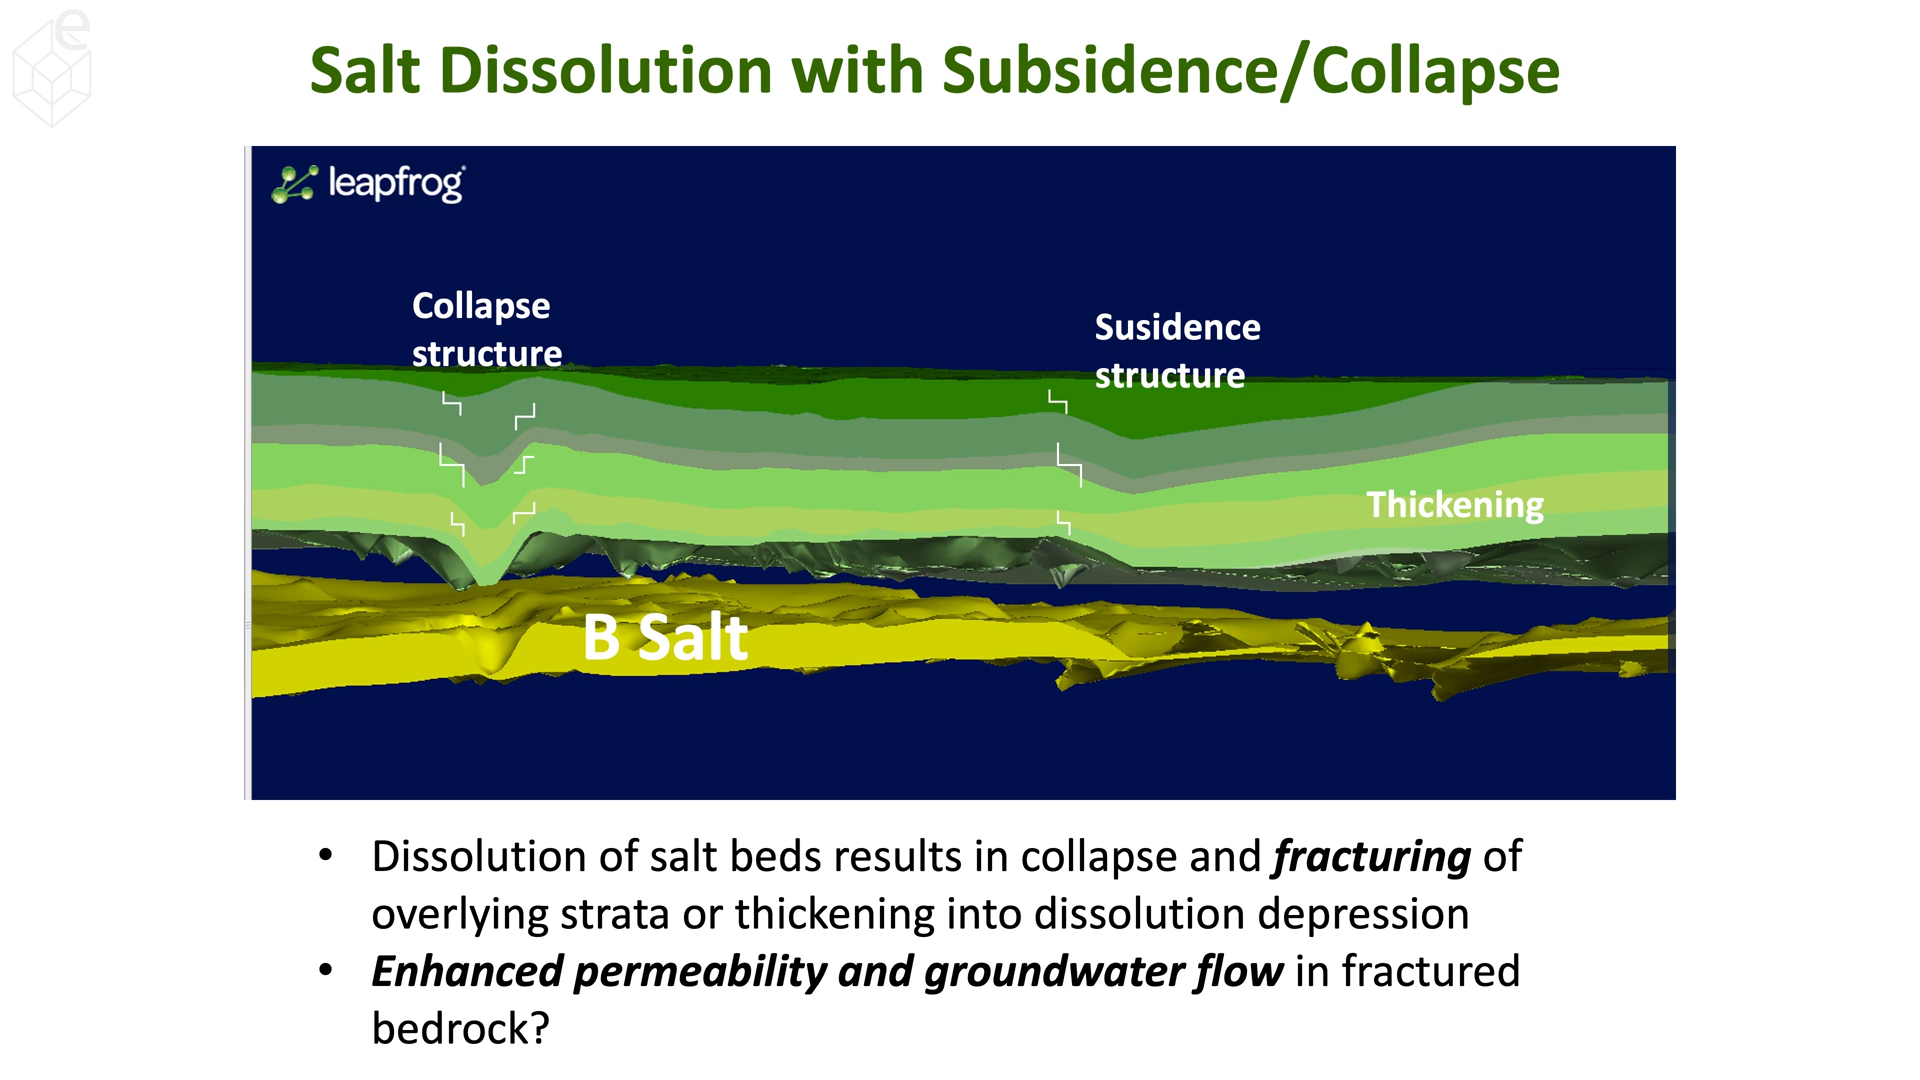 e
Salt Dissolution with Subsidence/Collapse
leapfrog®
Collapse
structure
Susidence
structure
Thickening
B Salt
• Dissolution of salt beds results in collapse and fracturing of
overlying strata or thickening into dissolution depression
• Enhanced permeability and groundwater flow in fractured
bedrock?